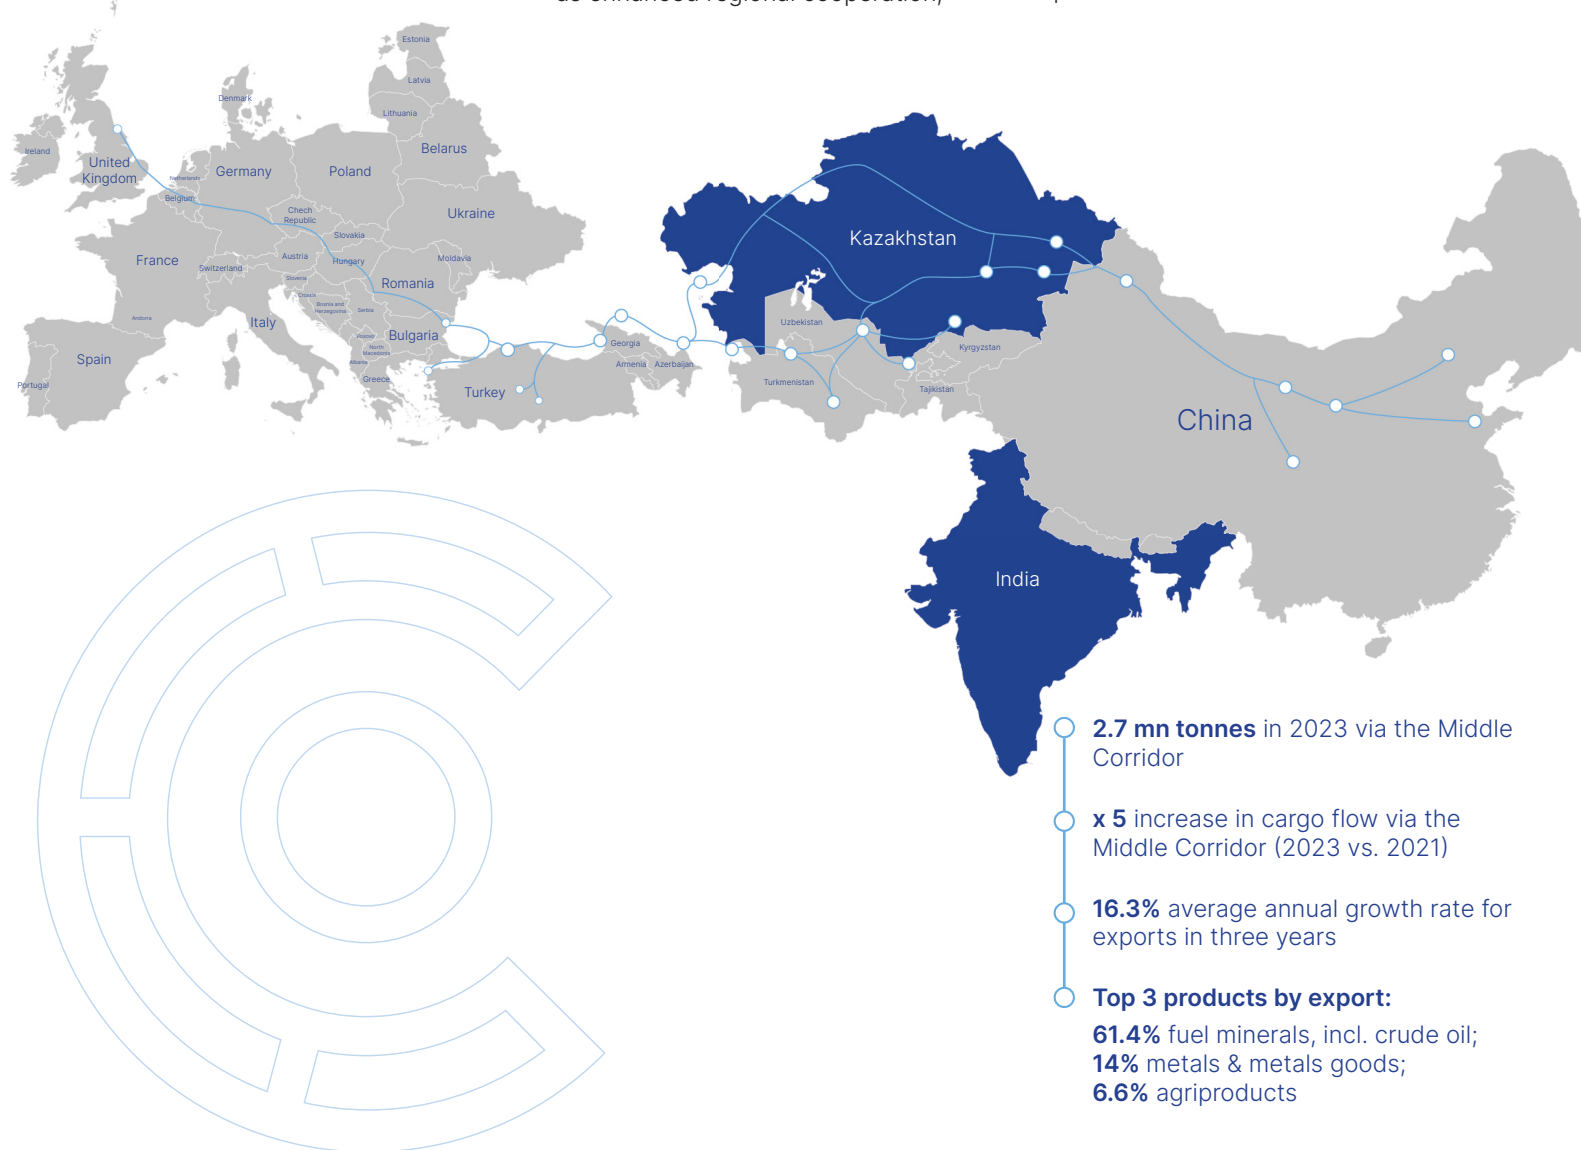 as enhanced regional cooperation,
Estonia
Latvia
Denmark
Lithuania
Ireland
Belarus
United
Kingdom
Germany
Poland
Netherlands
Belgium
Chech
Republic
Ukraine
Slovakia
France
Switzerland
Austria
Hungary
Moldavia
Slovenia
Romania
Croatia
Bosnia and
Herzegovina
Serbia
Andorra
Italy
Bulgaria
Kosovo
North
Macedonia
Albania
Spain
Portugal
Greece
Turkey
Georgia
Armenia
Azerbaijan
Kazakhstan
Uzbekistan
Kyrgyzstan
Turkmenistan
Tajikistan
China
India
2.7 mn tonnes in 2023 via the Middle
Corridor
x 5 increase in cargo flow via the
Middle Corridor (2023 vs. 2021)
16.3% average annual growth rate for
exports in three years
Top 3 products by export:
61.4% fuel minerals, incl. crude oil;
14% metals & metals goods;
6.6% agriproducts